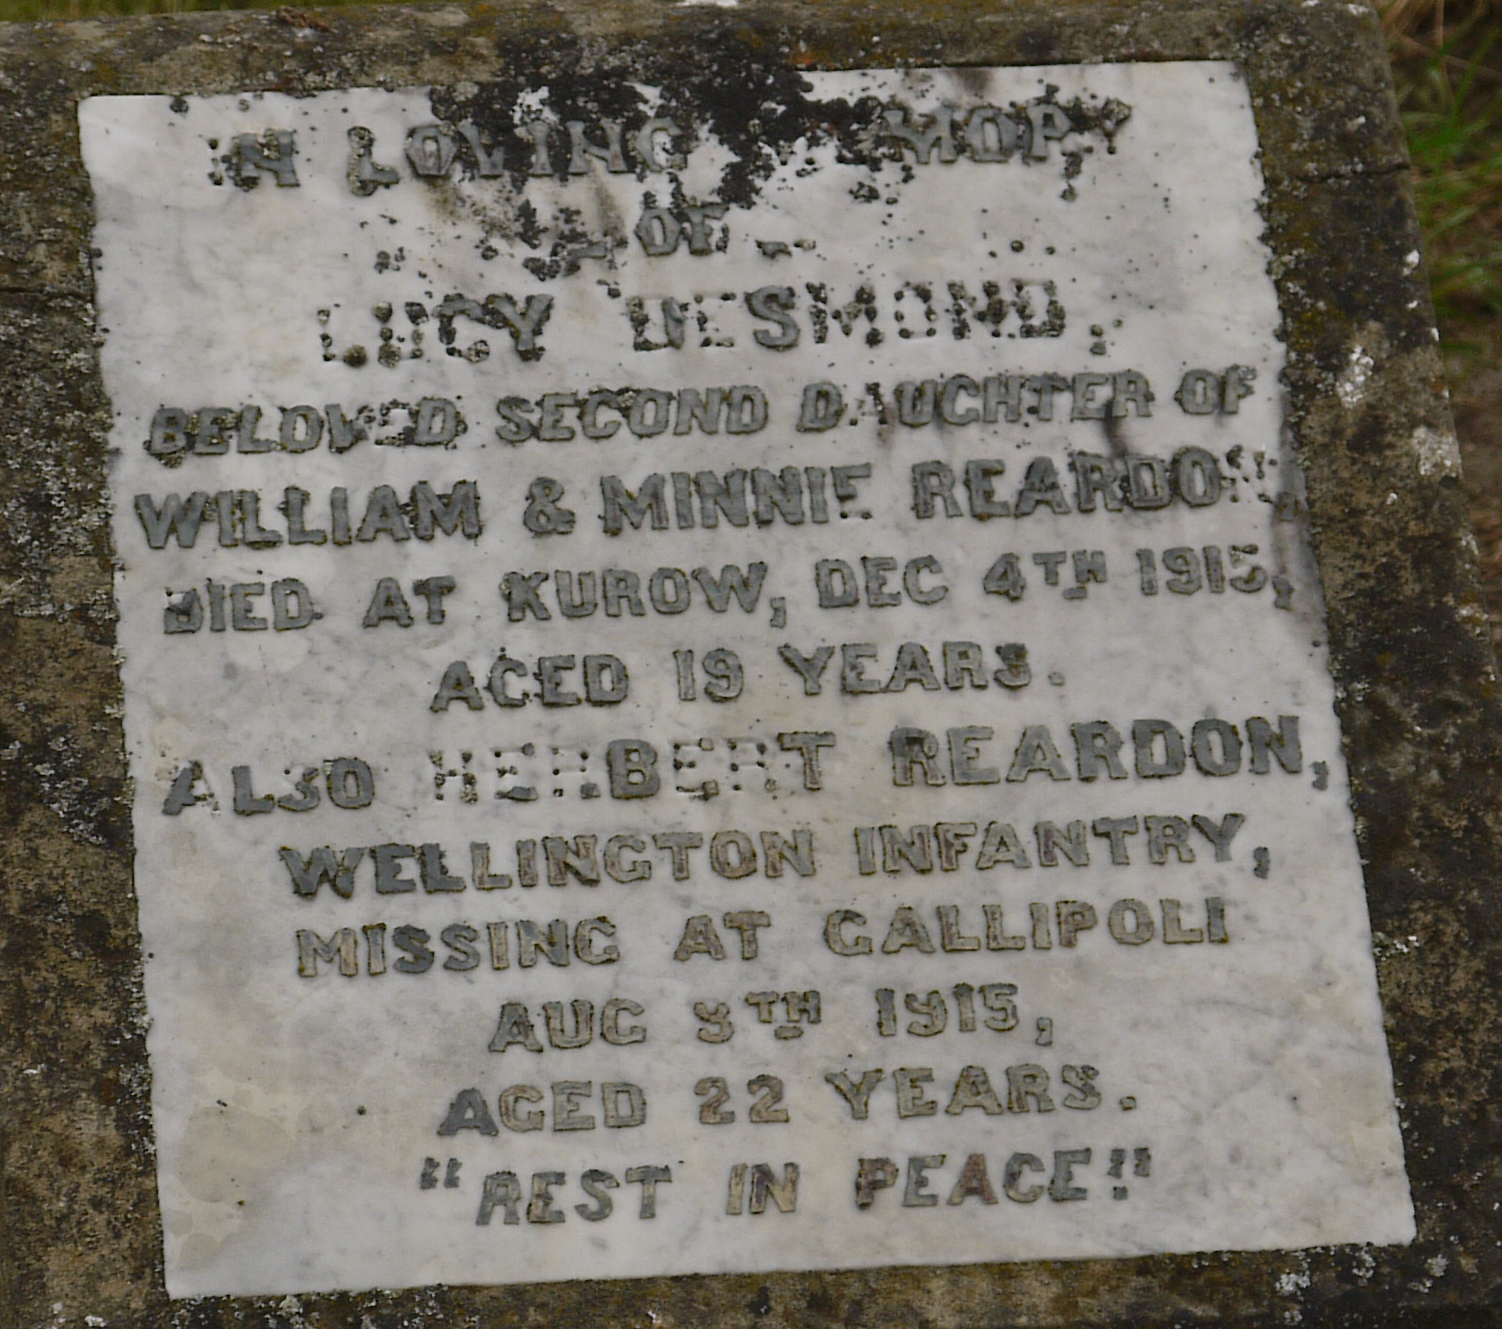 IN LOVING MEMORY
OF
LUCY DESMOND,
BELOVED SECOND DAUGHTER OF
WILLIAM & MINNIE REARDON,
DIED AT KUROW, DEC 4TH 1915,
AGED 19 YEARS.
ALSO HERBERT REARDON,
WELLINGTON INFANTRY,
MISSING AT GALLIPOLI
AUG 8TH 1915,
AGED 22 YEARS.
"REST IN PEACE!"